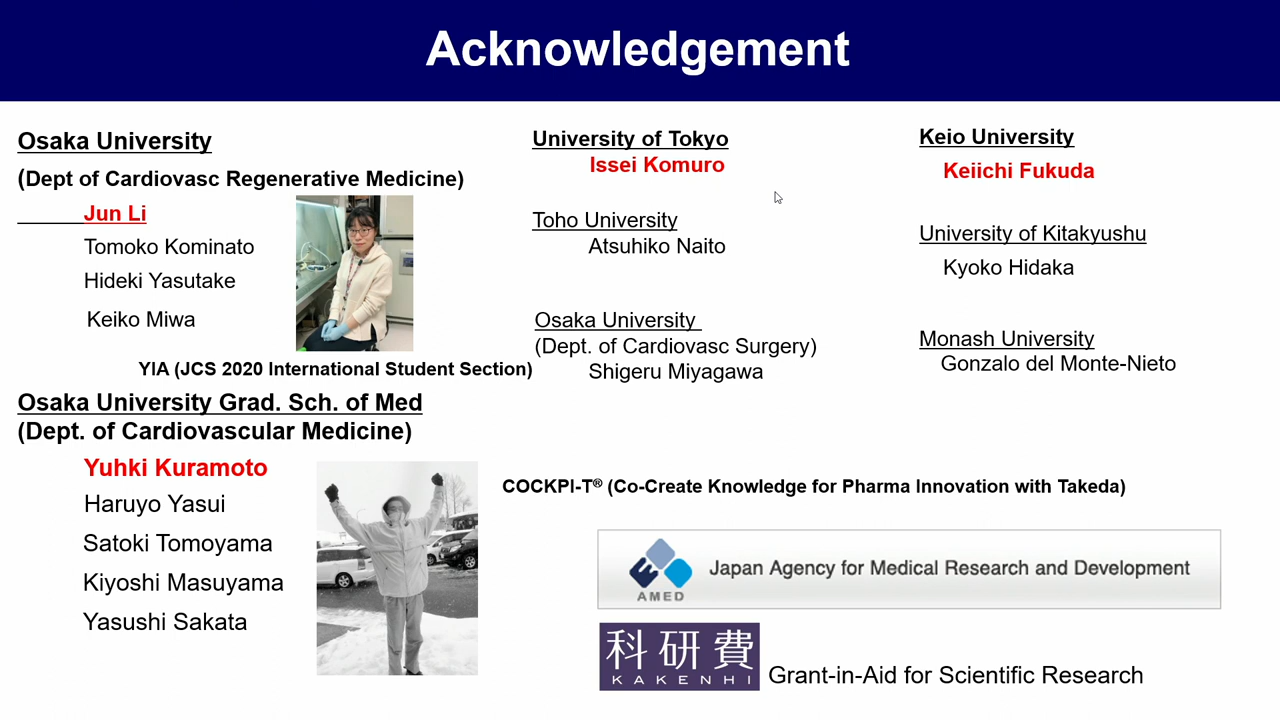 Acknowledgement
Osaka University
(Dept of Cardiovasc Regenerative Medicine)
Jun Li
Tomoko Kominato
Hideki Yasutake
Keiko Miwa
YIA (JCS 2020 International Student Section)
Osaka University Grad. Sch. of Med
(Dept. of Cardiovascular Medicine)
Yuhki Kuramoto
Haruyo Yasui
Satoki Tomoyama
Kiyoshi Masuyama
Yasushi Sakata
University of Tokyo
Issei Komuro
Toho University
Atsuhiko Naito
Osaka University
(Dept. of Cardiovasc Surgery)
Shigeru Miyagawa
Keio University
Keiichi Fukuda
University of Kitakyushu
Kyoko Hidaka
Monash University
Gonzalo del Monte-Nieto
COCKPI-T® (Co-Create Knowledge for Pharma Innovation with Takeda)
AMED
Japan Agency for Medical Research and Development
科研費
KAKENHI
Grant-in-Aid for Scientific Research